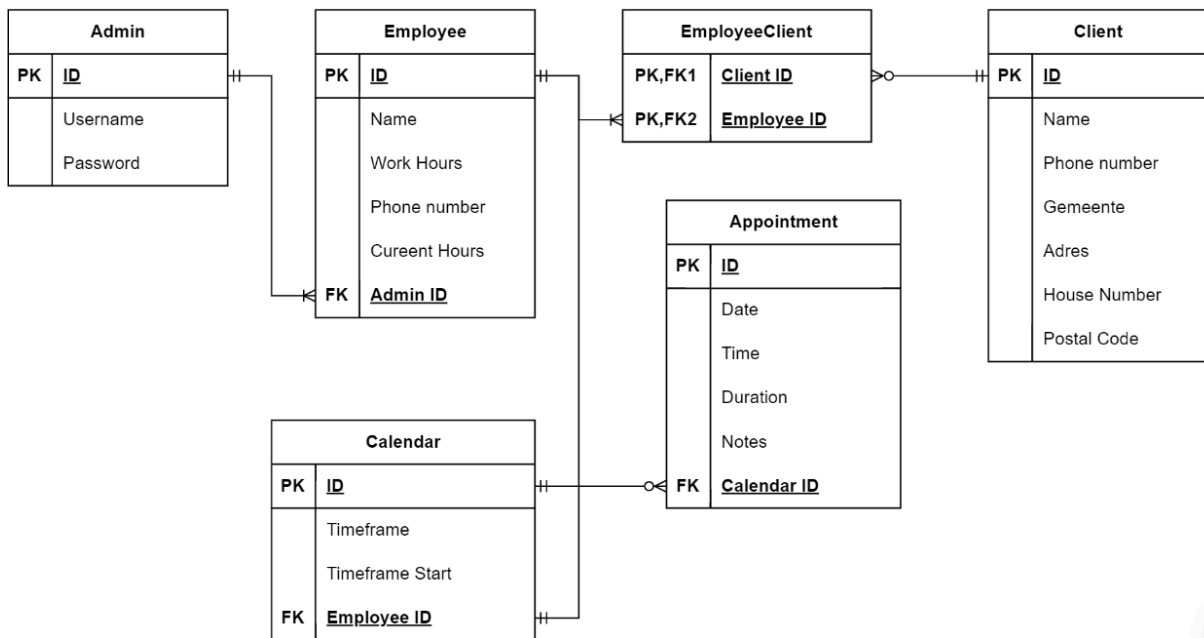 Admin
PK ID
Username
Password
Employee
PK ID
Name
Work Hours
Phone number
Cureent Hours
FK Admin ID
EmployeeClient
PK,FK1 Client ID
PK,FK2 Employee ID
Client
PK ID
Name
Phone number
Gemeente
Adres
House Number
Postal Code
Appointment
PK ID
Date
Time
Duration
Notes
FK Calendar ID
Calendar
PK ID
Timeframe
Timeframe Start
FK Employee ID